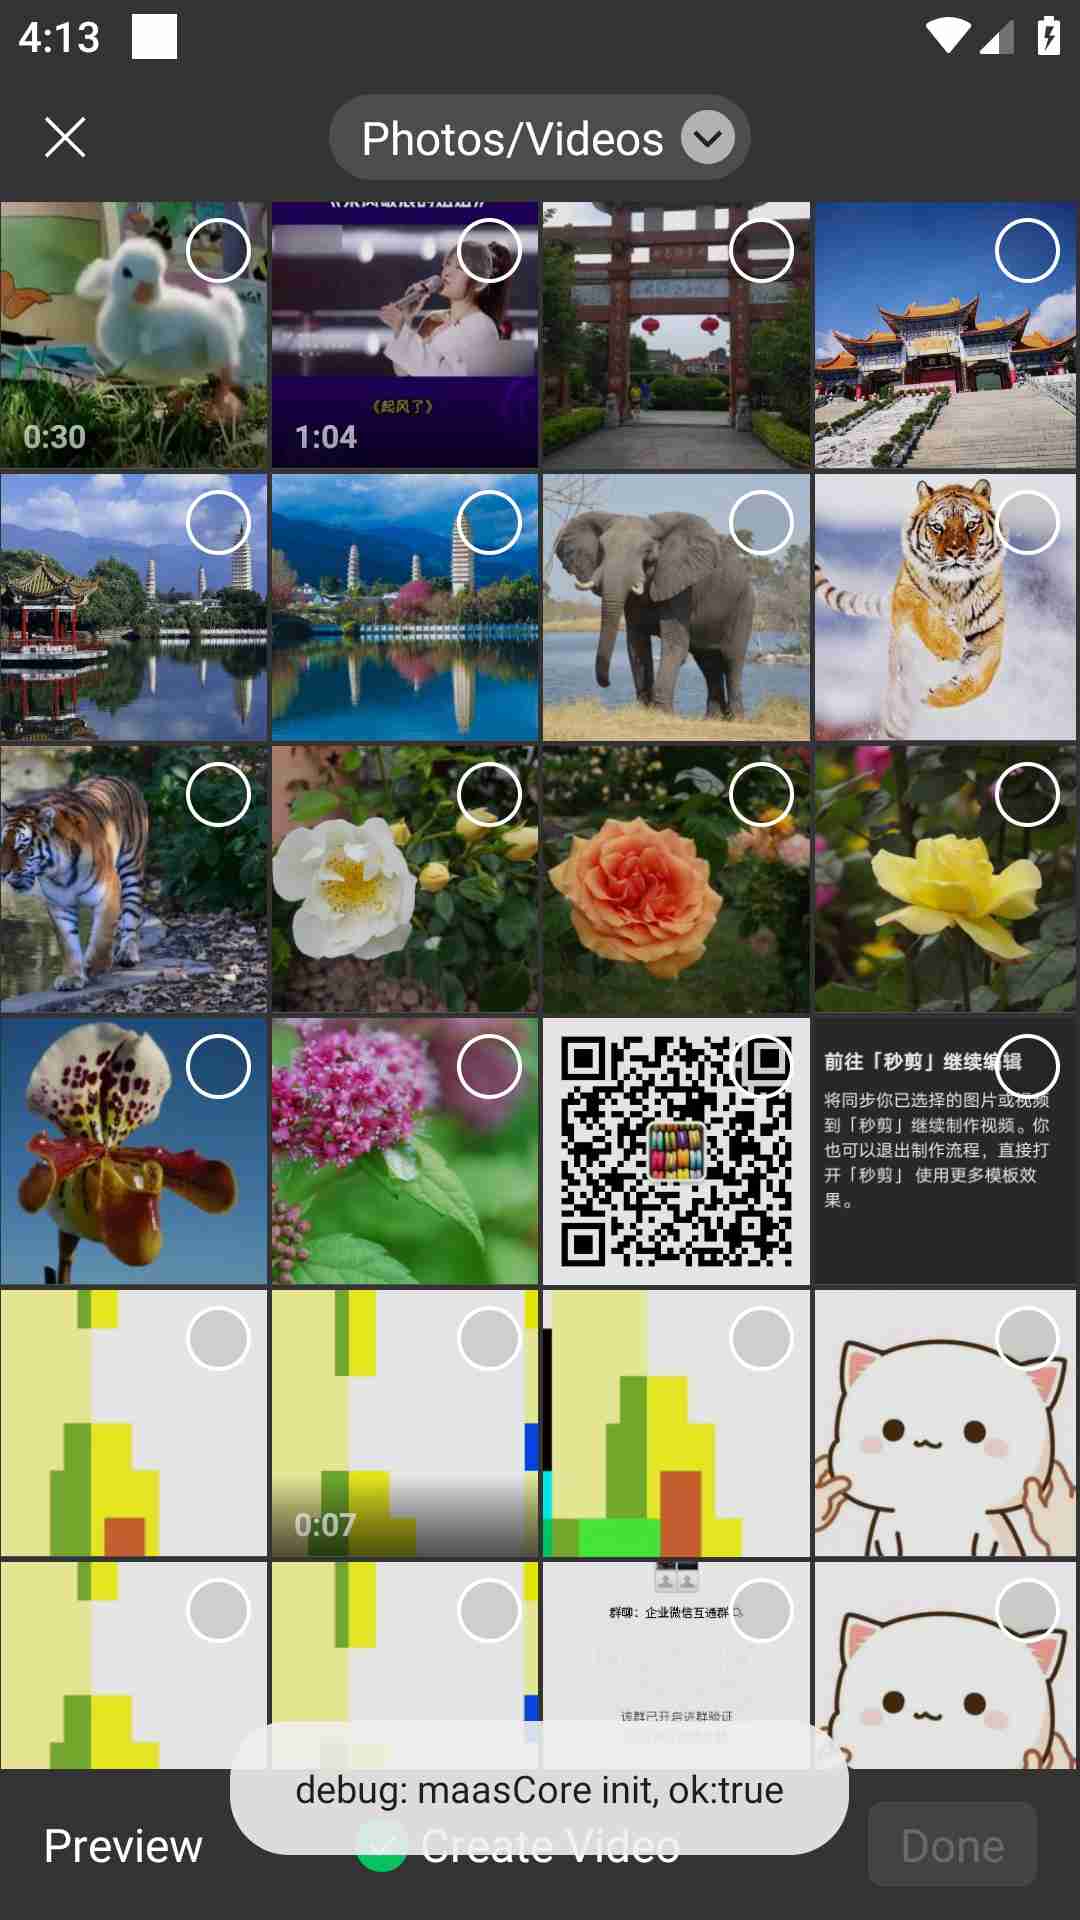 4:13
Photos/Videos
0:30
《起风了》
1:04
前往「秒剪」继续编辑
将同步你已选择的图片或视频
到「秒剪」继续制作视频。你
也可以退出制作流程，直接打
开「秒剪」使用更多模板效
果。
0:07
群聊：企业微信互通群
该群已开启进群验证
debug: maasCore init, ok:true
Preview
Create Video
Done